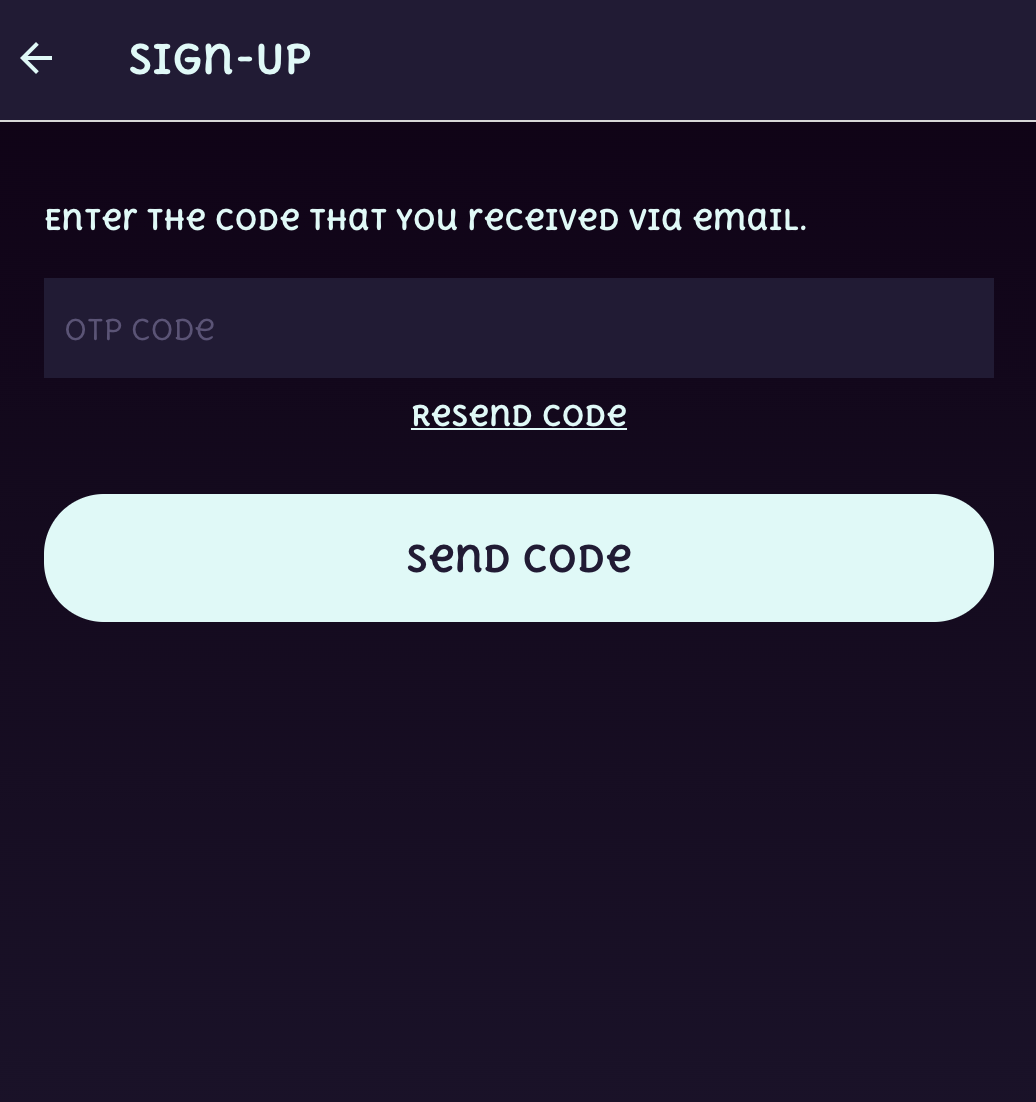 SIGN-UP
Enter the code that you received via email.
OTP code
Resend code
Send code